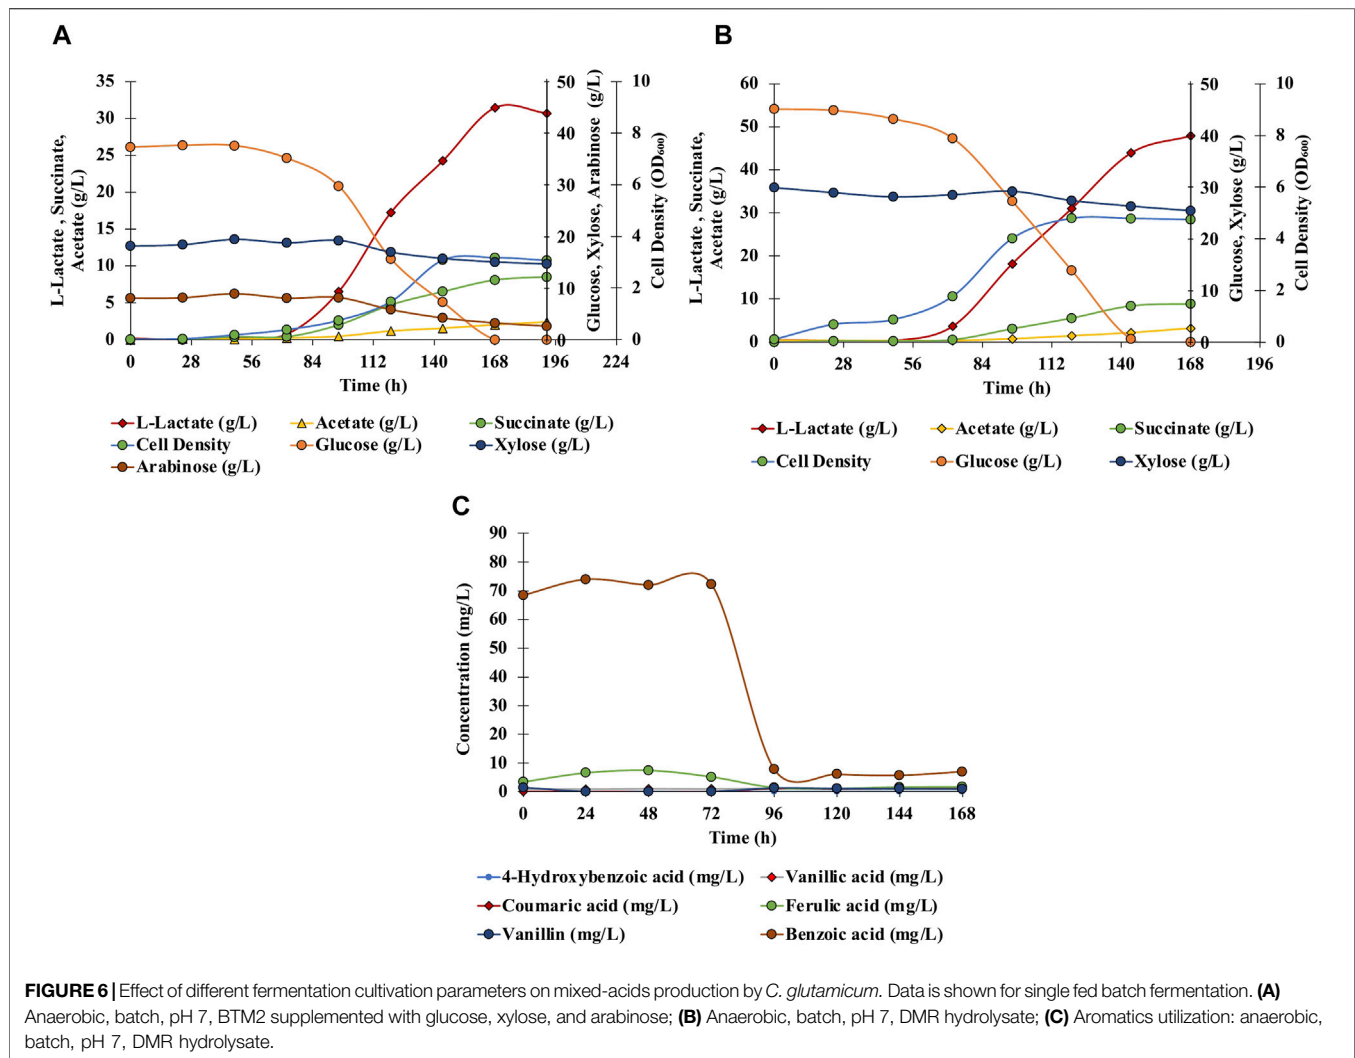 A
L-Lactate , Succinate,
Acetate (g/L)
35
30
25
20
15
10
5
0
50
40
30
20
10
0
Glucose, Xylose, Arabinose (g/L)
10
8
6
4
2
0
Cell Density (OD600)
0 28 56 84 112 140 168 196 224
Time (h)
L-Lactate (g/L) Acetate (g/L) Succinate (g/L)
Cell Density Glucose (g/L) Xylose (g/L)
Arabinose (g/L)
B
L-Lactate , Succinate,
Acetate (g/L)
60
50
40
30
20
10
0
50
40
30
20
10
0
Glucose, Xylose (g/L)
10
8
6
4
2
0
Cell Density (OD600)
0 28 56 84 112 140 168 196
Time (h)
L-Lactate (g/L) Acetate (g/L) Succinate (g/L)
Cell Density Glucose (g/L) Xylose (g/L)
C
Concentration (mg/L)
90
80
70
60
50
40
30
20
10
0
0 24 48 72 96 120 144 168
Time (h)
4-Hydroxybenzoic acid (mg/L) Vanillic acid (mg/L)
Coumaric acid (mg/L) Ferulic acid (mg/L)
Vanillin (mg/L) Benzoic acid (mg/L)
FIGURE 6 | Effect of different fermentation cultivation parameters on mixed-acids production by C. glutamicum. Data is shown for single fed batch fermentation. (A)
Anaerobic, batch, pH 7, BTM2 supplemented with glucose, xylose, and arabinose; (B) Anaerobic, batch, pH 7, DMR hydrolysate; (C) Aromatics utilization: anaerobic,
batch, pH 7, DMR hydrolysate.